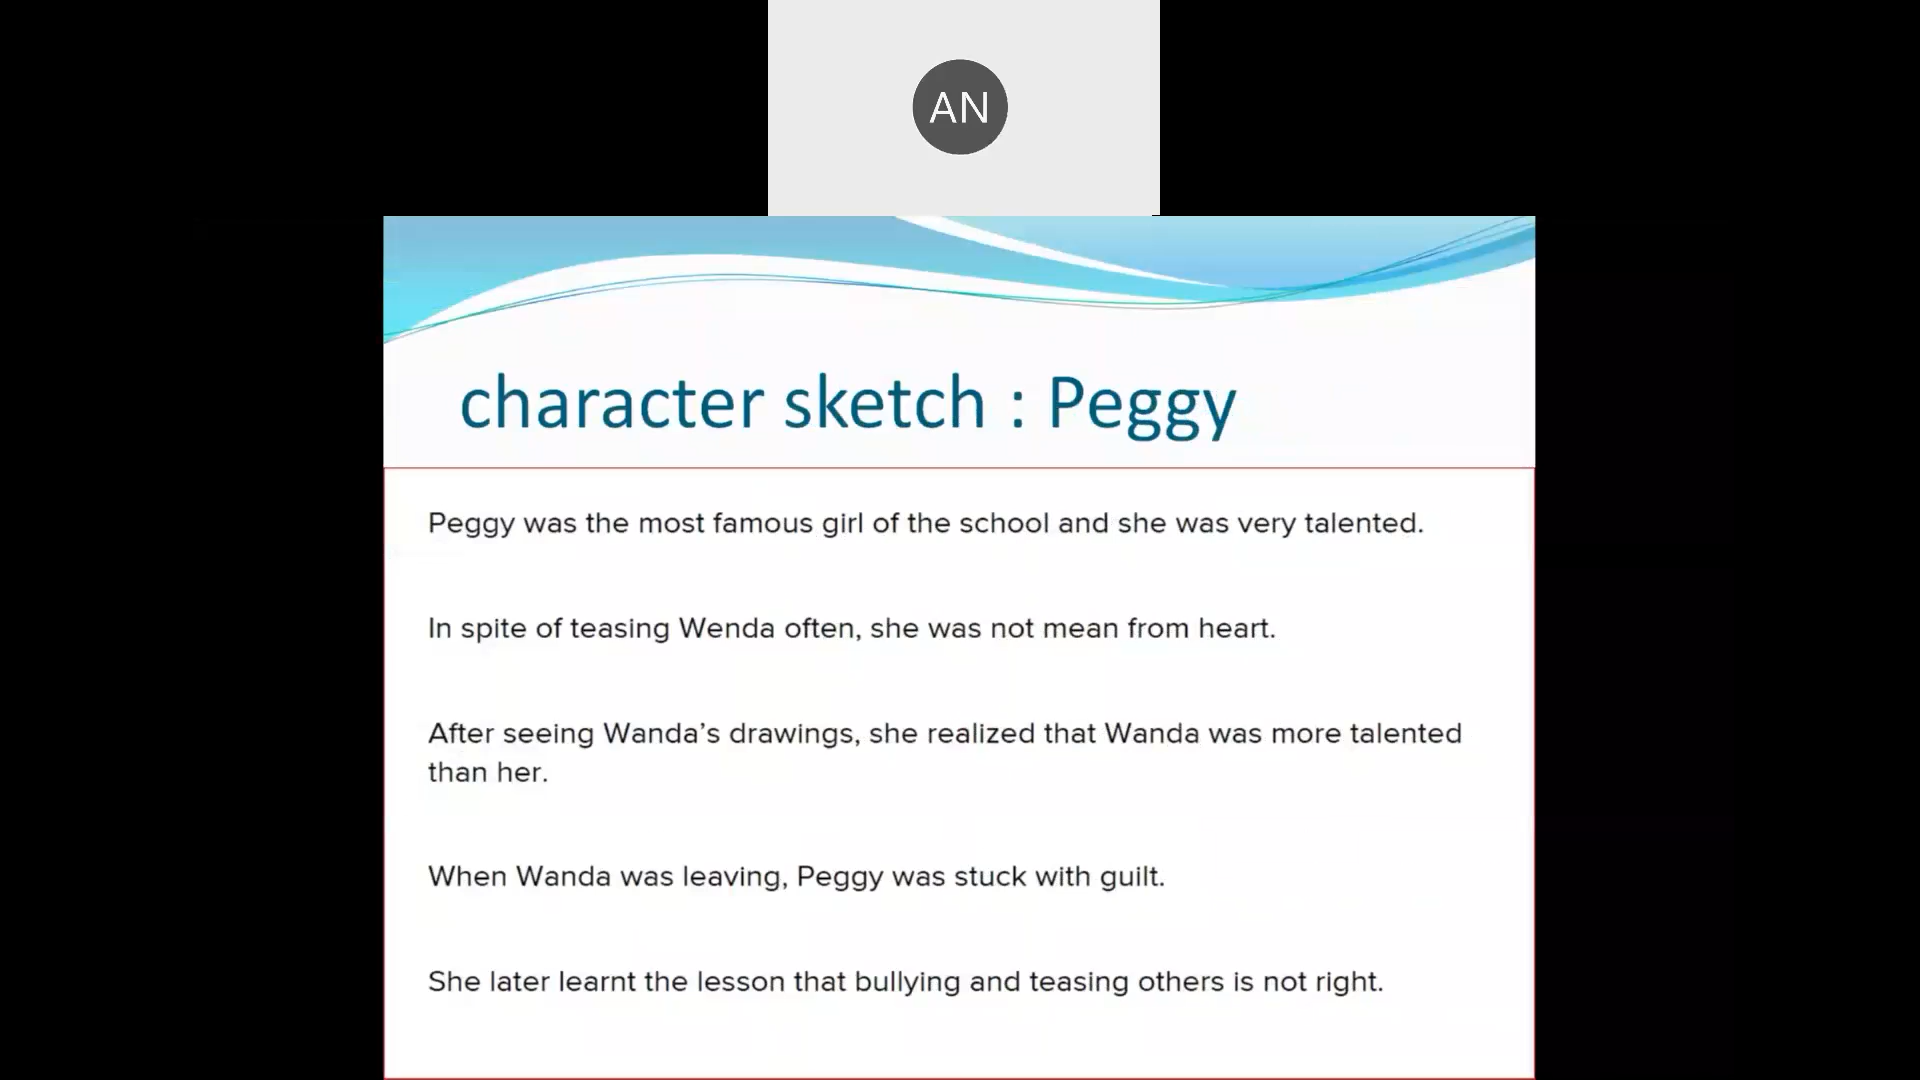 AN
character sketch : Peggy
Peggy was the most famous girl of the school and she was very talented.
In spite of teasing Wenda often, she was not mean from heart.
After seeing Wanda’s drawings, she realized that Wanda was more talented
than her.
When Wanda was leaving, Peggy was stuck with guilt.
She later learnt the lesson that bullying and teasing others is not right.